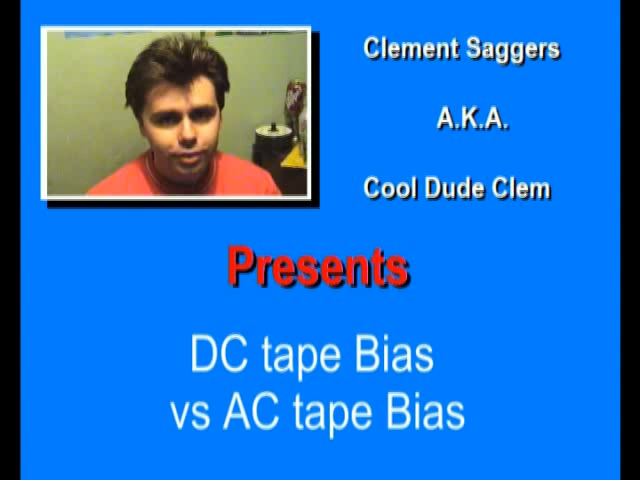 Clement Saggers
A.K.A.
Cool Dude Clem
Presents
DC tape Bias
vs AC tape Bias